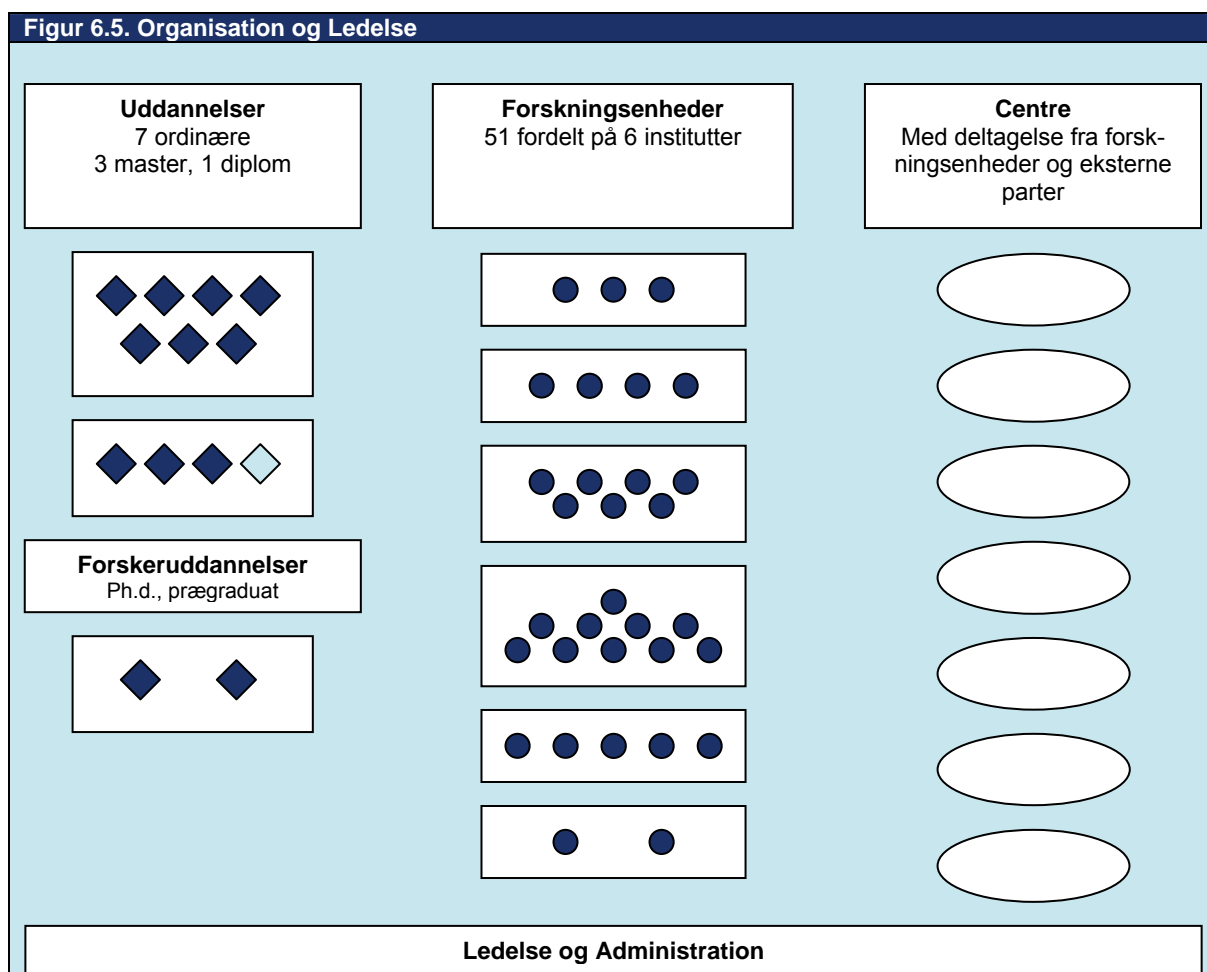 Figur 6.5. Organisation og Ledelse
Uddannelser
7 ordinære
3 master, 1 diplom
Forskningsenheder
51 fordelt på 6 institutter
Centre
Med deltagelse fra forsk-
ningsenheder og eksterne
parter
Forskeruddannelser
Ph.d., prægraduat
Ledelse og Administration